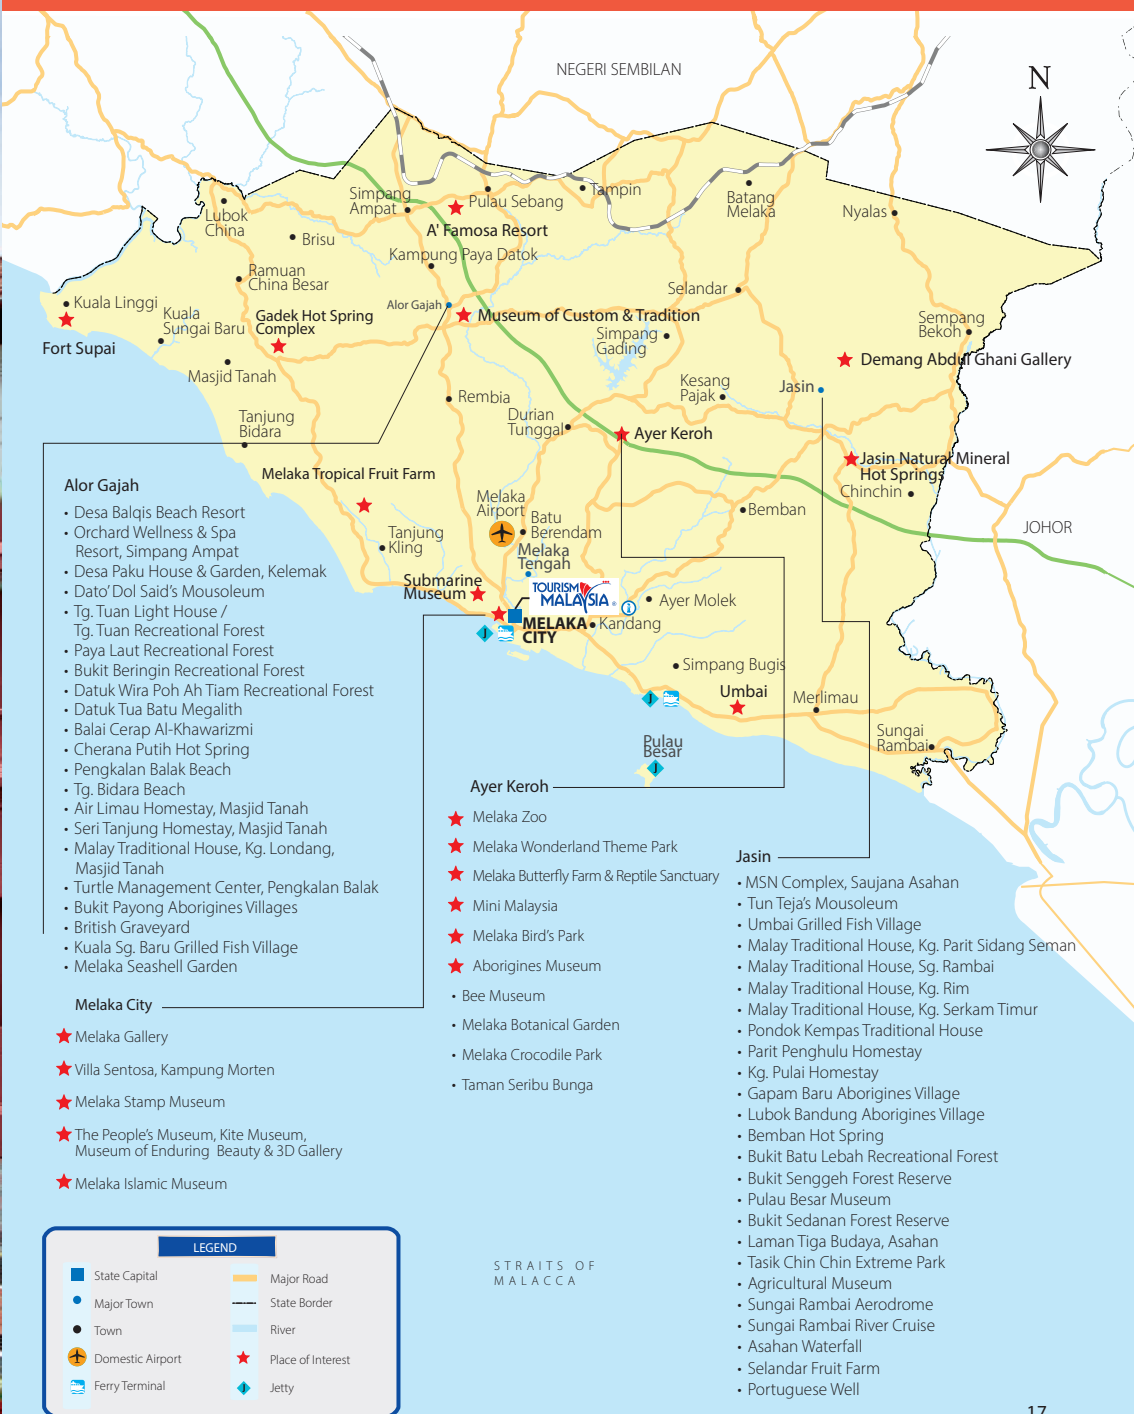 NEGERI SEMBILAN
N
Simpang
Ampat
Pulau Sebang
Tampin
Batang
Melaka
Nyalas
Lubok
China
Brisu
A' Famosa Resort
Kampung Paya Datok
Ramuan
China Besar
Selandar
Kuala Linggi
Kuala
Sungai Baru
Gadek Hot Spring
Complex
Alor Gajah
Museum of Custom & Tradition
Simpang
Gading
Sempang
Bekoh
Fort Supai
Masjid Tanah
Demang Abdul Ghani Gallery
Kesang
Pajak
Jasin
Rembia
Tanjung
Bidara
Durian
Tunggal
Ayer Keroh
Melaka Tropical Fruit Farm
Jasin Natural Mineral
Hot Springs
Chinchin
Melaka
Airport
Batu
Berendam
Bemban
JOHOR
Tanjung
Kling
Melaka
Tengah
Submarine
Museum
TOURISM
MALAYSIA
®
i
Ayer Molek
MELAKA
CITY
Kandang
J
Simpang Bugis
Umbai
J
Merlimau
Sungai
Rambai
Pulau
Besar
J
Alor Gajah
• Desa Balqis Beach Resort
• Orchard Wellness & Spa
Resort, Simpang Ampat
• Desa Paku House & Garden, Kelemak
• Dato' Dol Said's Mousoleum
• Tg. Tuan Light House /
Tg. Tuan Recreational Forest
• Paya Laut Recreational Forest
• Bukit Beringin Recreational Forest
• Datuk Wira Poh Ah Tiam Recreational Forest
• Datuk Tua Batu Megalith
• Balai Cerap Al-Khawarizmi
• Cherana Putih Hot Spring
• Pengkalan Balak Beach
• Tg. Bidara Beach
• Air Limau Homestay, Masjid Tanah
• Seri Tanjung Homestay, Masjid Tanah
• Malay Traditional House, Kg. Londang,
Masjid Tanah
• Turtle Management Center, Pengkalan Balak
• Bukit Payong Aborigines Villages
• British Graveyard
• Kuala Sg. Baru Grilled Fish Village
• Melaka Seashell Garden
Melaka City
Melaka Gallery
Villa Sentosa, Kampung Morten
Melaka Stamp Museum
The People's Museum, Kite Museum,
Museum of Enduring Beauty & 3D Gallery
Melaka Islamic Museum
Ayer Keroh
Melaka Zoo
Melaka Wonderland Theme Park
Melaka Butterfly Farm & Reptile Sanctuary
Mini Malaysia
Melaka Bird's Park
Aborigines Museum
• Bee Museum
• Melaka Botanical Garden
• Melaka Crocodile Park
• Taman Seribu Bunga
Jasin
• MSN Complex, Saujana Asahan
• Tun Teja's Mousoleum
• Umbai Grilled Fish Village
• Malay Traditional House, Kg. Parit Sidang Seman
• Malay Traditional House, Sg. Rambai
• Malay Traditional House, Kg. Rim
• Malay Traditional House, Kg. Serkam Timur
• Pondok Kempas Traditional House
• Parit Penghulu Homestay
• Kg. Pulai Homestay
• Gapam Baru Aborigines Village
• Lubok Bandung Aborigines Village
• Bemban Hot Spring
• Bukit Batu Lebah Recreational Forest
• Bukit Senggeh Forest Reserve
• Pulau Besar Museum
• Bukit Sedanan Forest Reserve
• Laman Tiga Budaya, Asahan
• Tasik Chin Chin Extreme Park
• Agricultural Museum
• Sungai Rambai Aerodrome
• Sungai Rambai River Cruise
• Asahan Waterfall
• Selandar Fruit Farm
• Portuguese Well
STRAITS OF
MALACCA
LEGEND
State Capital
Major Town
Town
Domestic Airport
Ferry Terminal
Major Road
State Border
River
Place of Interest
J Jetty
17